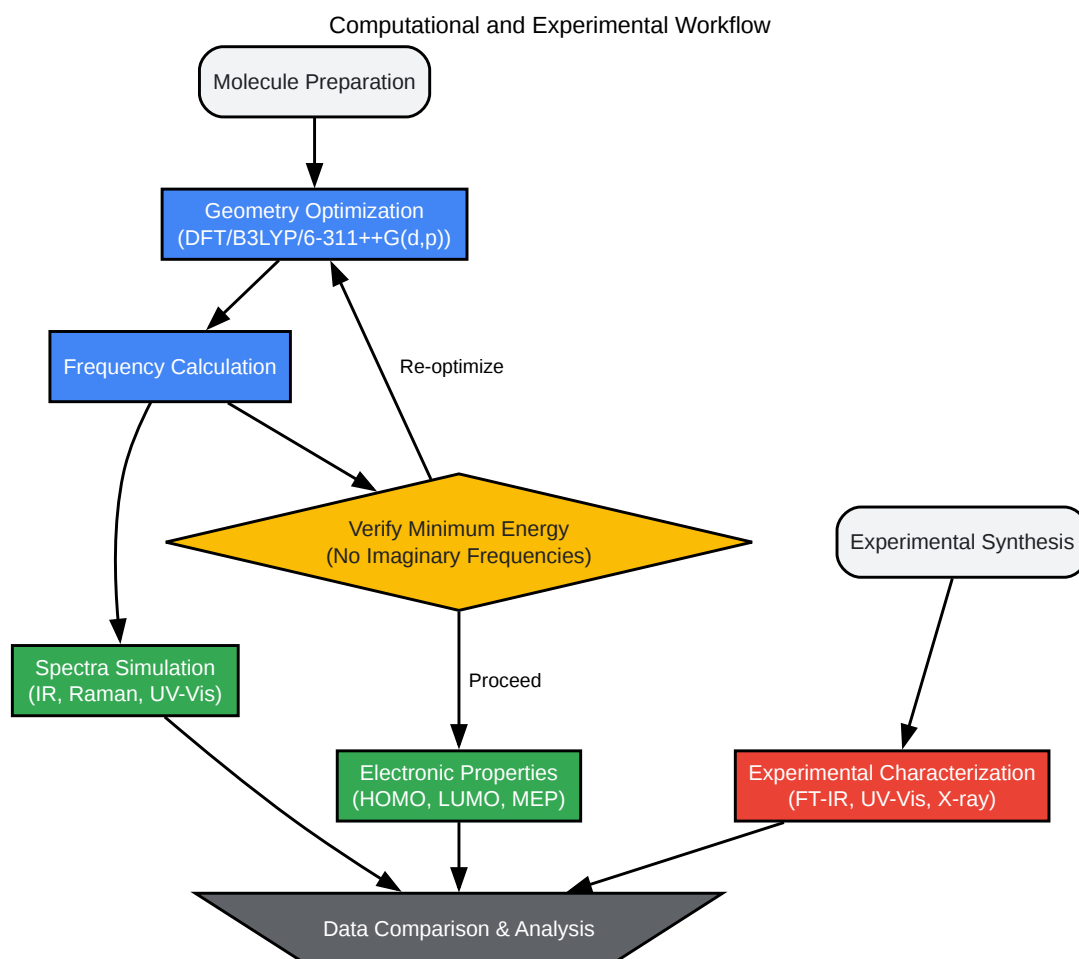 Computational and Experimental Workflow
Molecule Preparation
Geometry Optimization
(DFT/B3LYP/6-311++G(d,p))
Frequency Calculation
Re-optimize
Verify Minimum Energy
(No Imaginary Frequencies)
Experimental Synthesis
Spectra Simulation
(IR, Raman, UV-Vis)
Proceed
Electronic Properties
(HOMO, LUMO, MEP)
Experimental Characterization
(FT-IR, UV-Vis, X-ray)
Data Comparison & Analysis